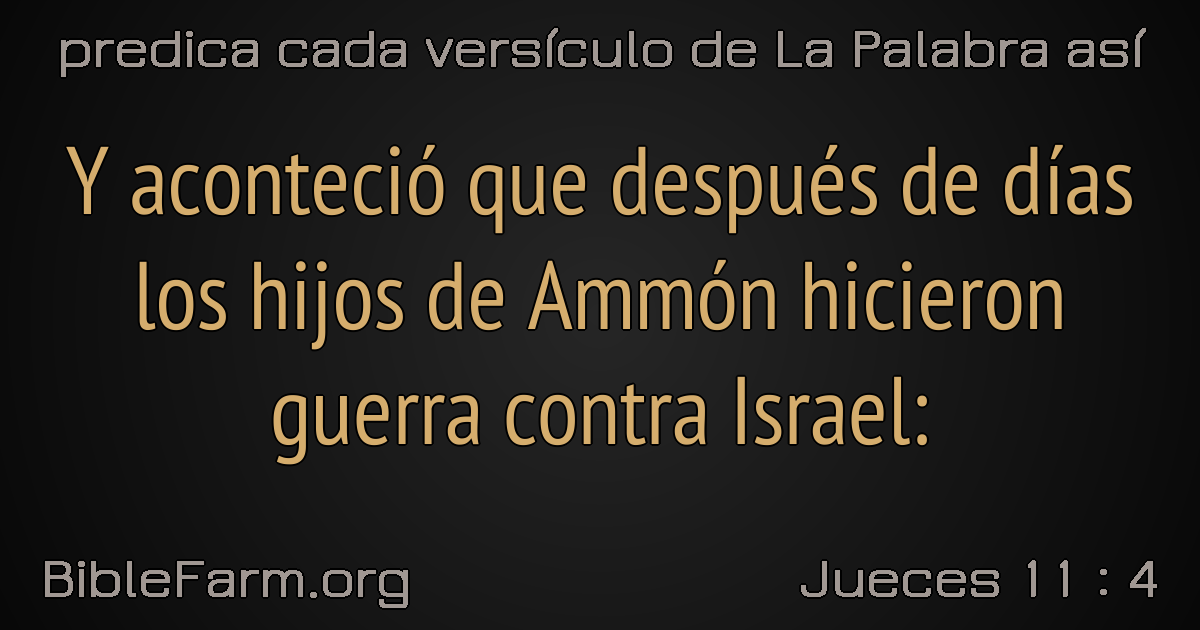 predica cada versículo de La Palabra así
Y aconteció que después de días
los hijos de Ammón hicieron
guerra contra Israel:
BibleFarm.org
Jueces 11 : 4